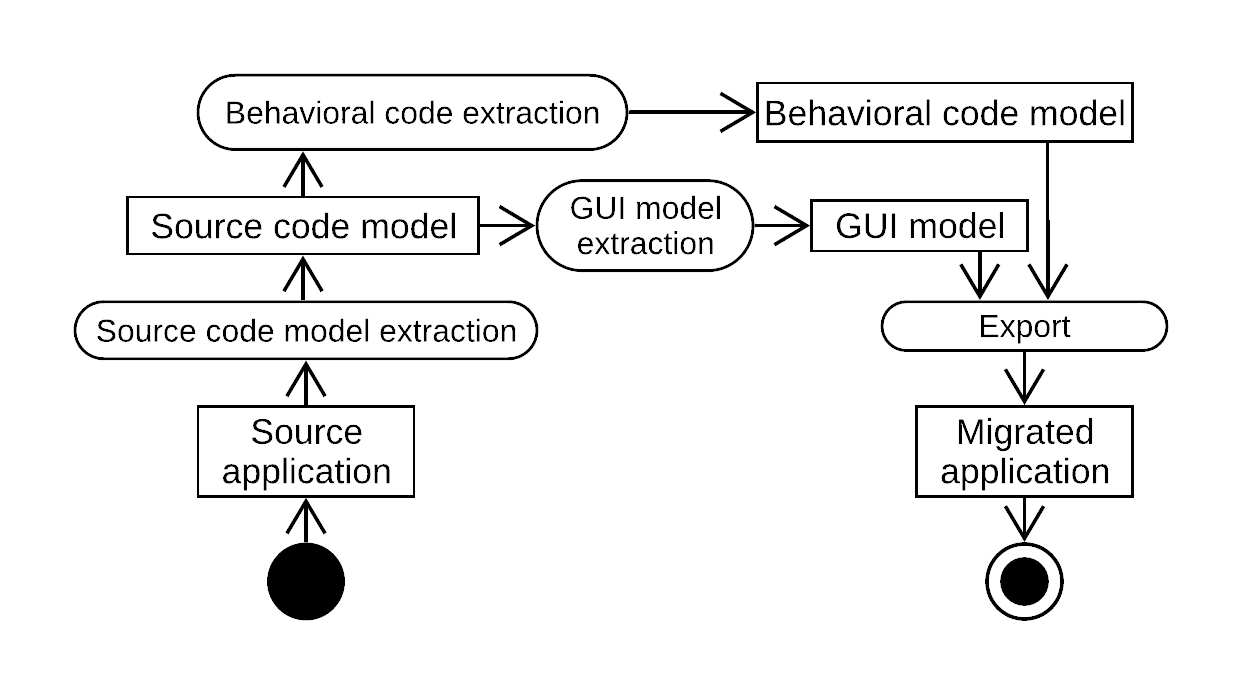 Behavioral code extraction
Behavioral code model
Source code model
GUI model
extraction
GUI model
Source code model extraction
Export
Source
application
Migrated
application